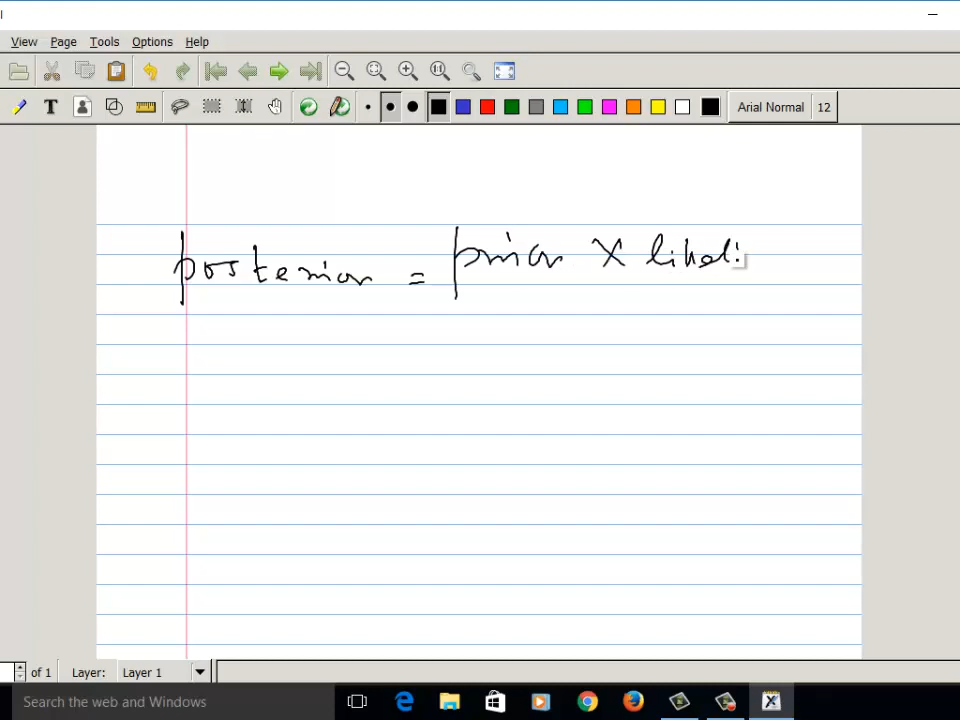 l
View Page Tools Options Help
T Arial Normal 12
posterior = prior X likeli
of 1 Layer: Layer 1
Search the web and Windows